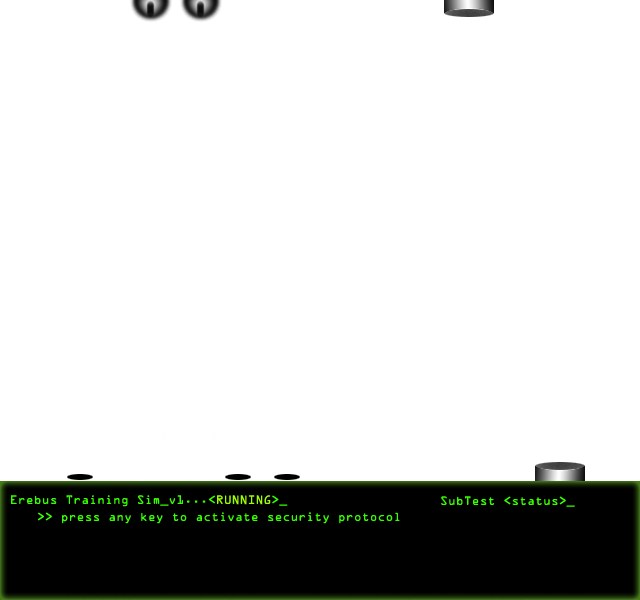 Erebus Training Sim_v1...<RUNNING>_
SubTest <status>_
>> press any key to activate security protocol